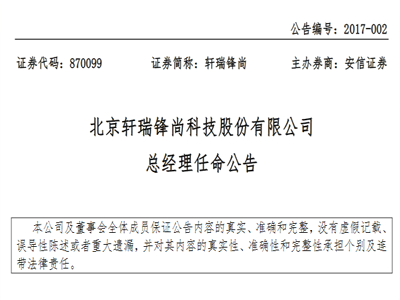 公告编号：2017-002
证券代码：870099 证券简称：轩瑞锋尚 主办券商：安信证券
北京轩瑞锋尚科技股份有限公司
总经理任命公告
本公司及董事会全体成员保证公告内容的真实、准确和完整，没有虚假记载、
误导性陈述或者重大遗漏，并对其内容的真实性、准确性和完整性承担个别及连
带法律责任。